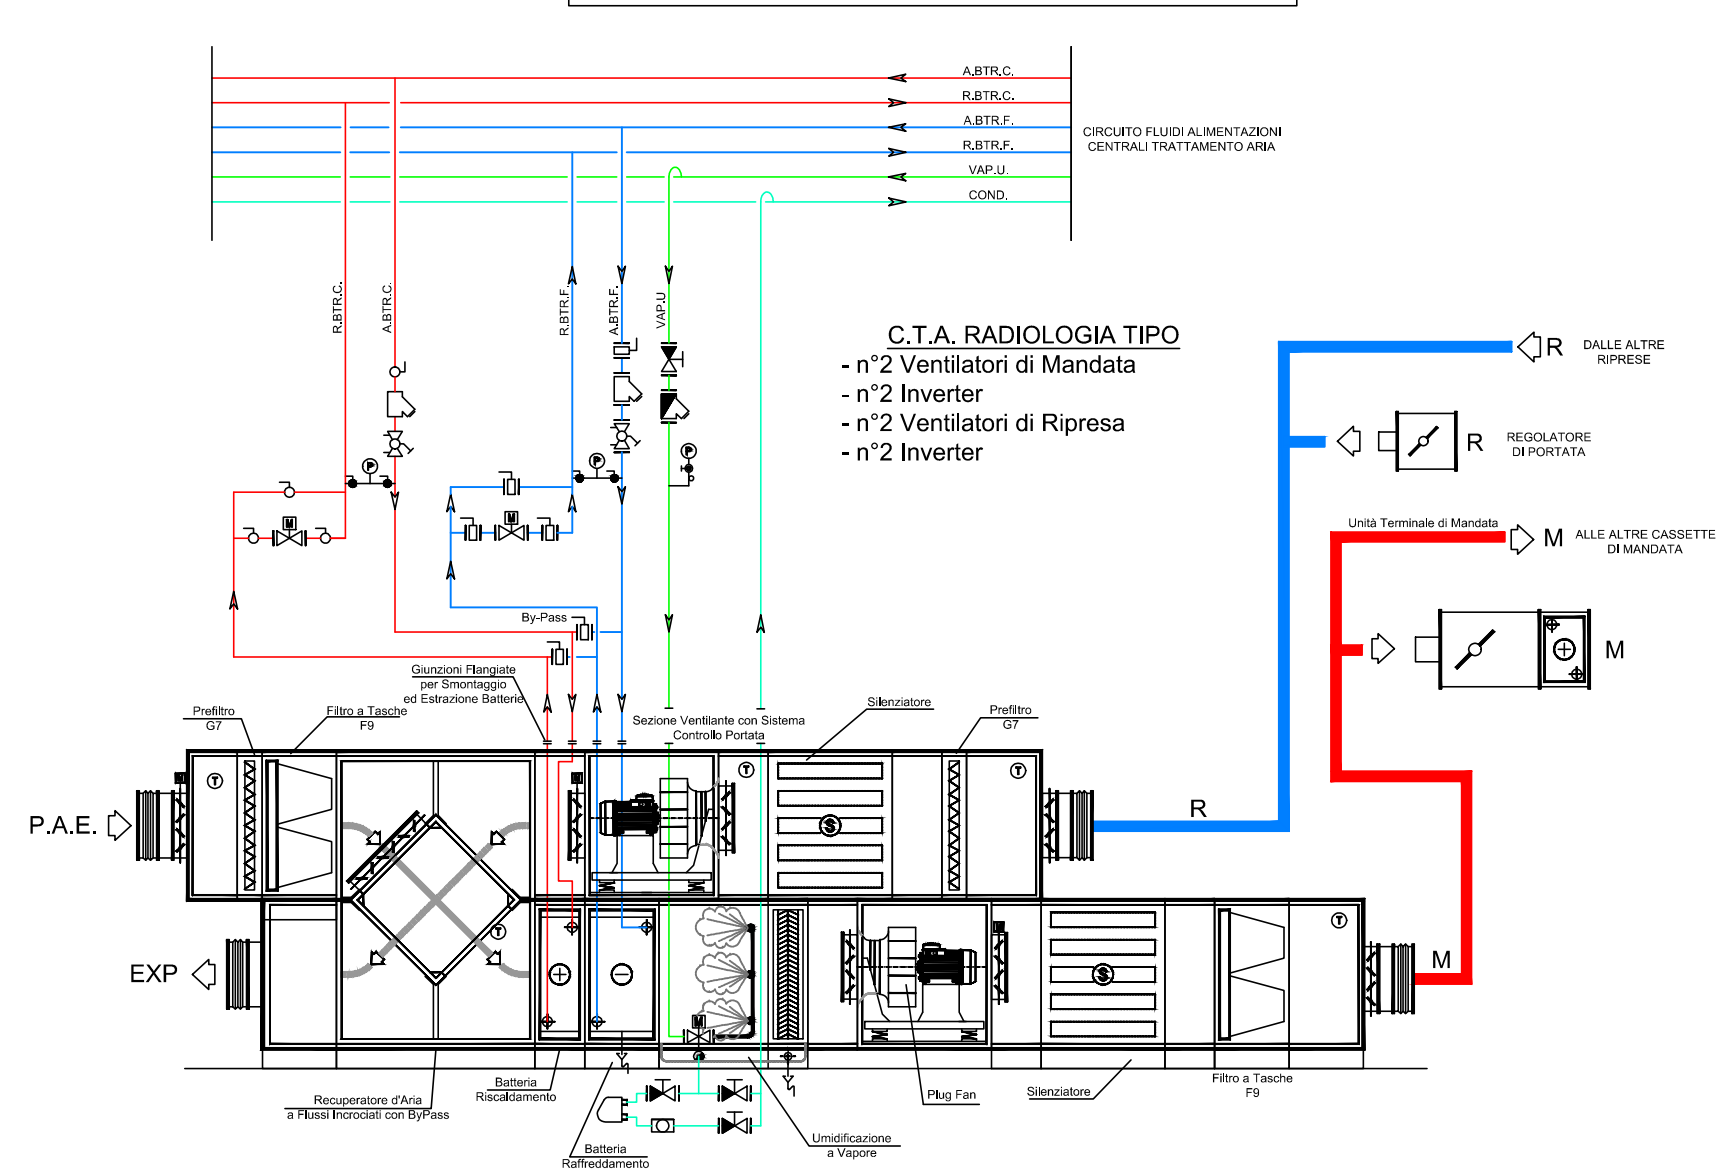 A.BTR.C.
R.BTR.C.
A.BTR.F.
R.BTR.F.
VAP.U.
COND.
CIRCUITO FLUIDI ALIMENTAZIONI
CENTRALI TRATTAMENTO ARIA
R.BTR.C.
A.BTR.C.
R.BTR.F.
A.BTR.F.
VAP.U
C.T.A. RADIOLOGIA TIPO
- n°2 Ventilatori di Mandata
- n°2 Inverter
- n°2 Ventilatori di Ripresa
- n°2 Inverter
R
DALLE ALTRE
RIPRESE
R
REGOLATORE
DI PORTATA
Unità Terminale di Mandata
M
ALLE ALTRE CASSETTE
DI MANDATA
M
P
P
P
M
M
By-Pass
Giunzioni Flangiate
per Smontaggio
ed Estrazione Batterie
Prefiltro
G7
Filtro a Tasche
F9
Sezione Ventilante con Sistema
Controllo Portata
Silenziatore
Prefiltro
G7
M
T
M
T
T
P.A.E.
S
R
T
T
EXP
M
S
M
M
Batteria
Riscaldamento
Recuperatore d'Aria
a Flussi Incrociati con ByPass
Batteria
Raffreddamento
Umidificazione
a Vapore
Plug Fan
Silenziatore
Filtro a Tasche
F9